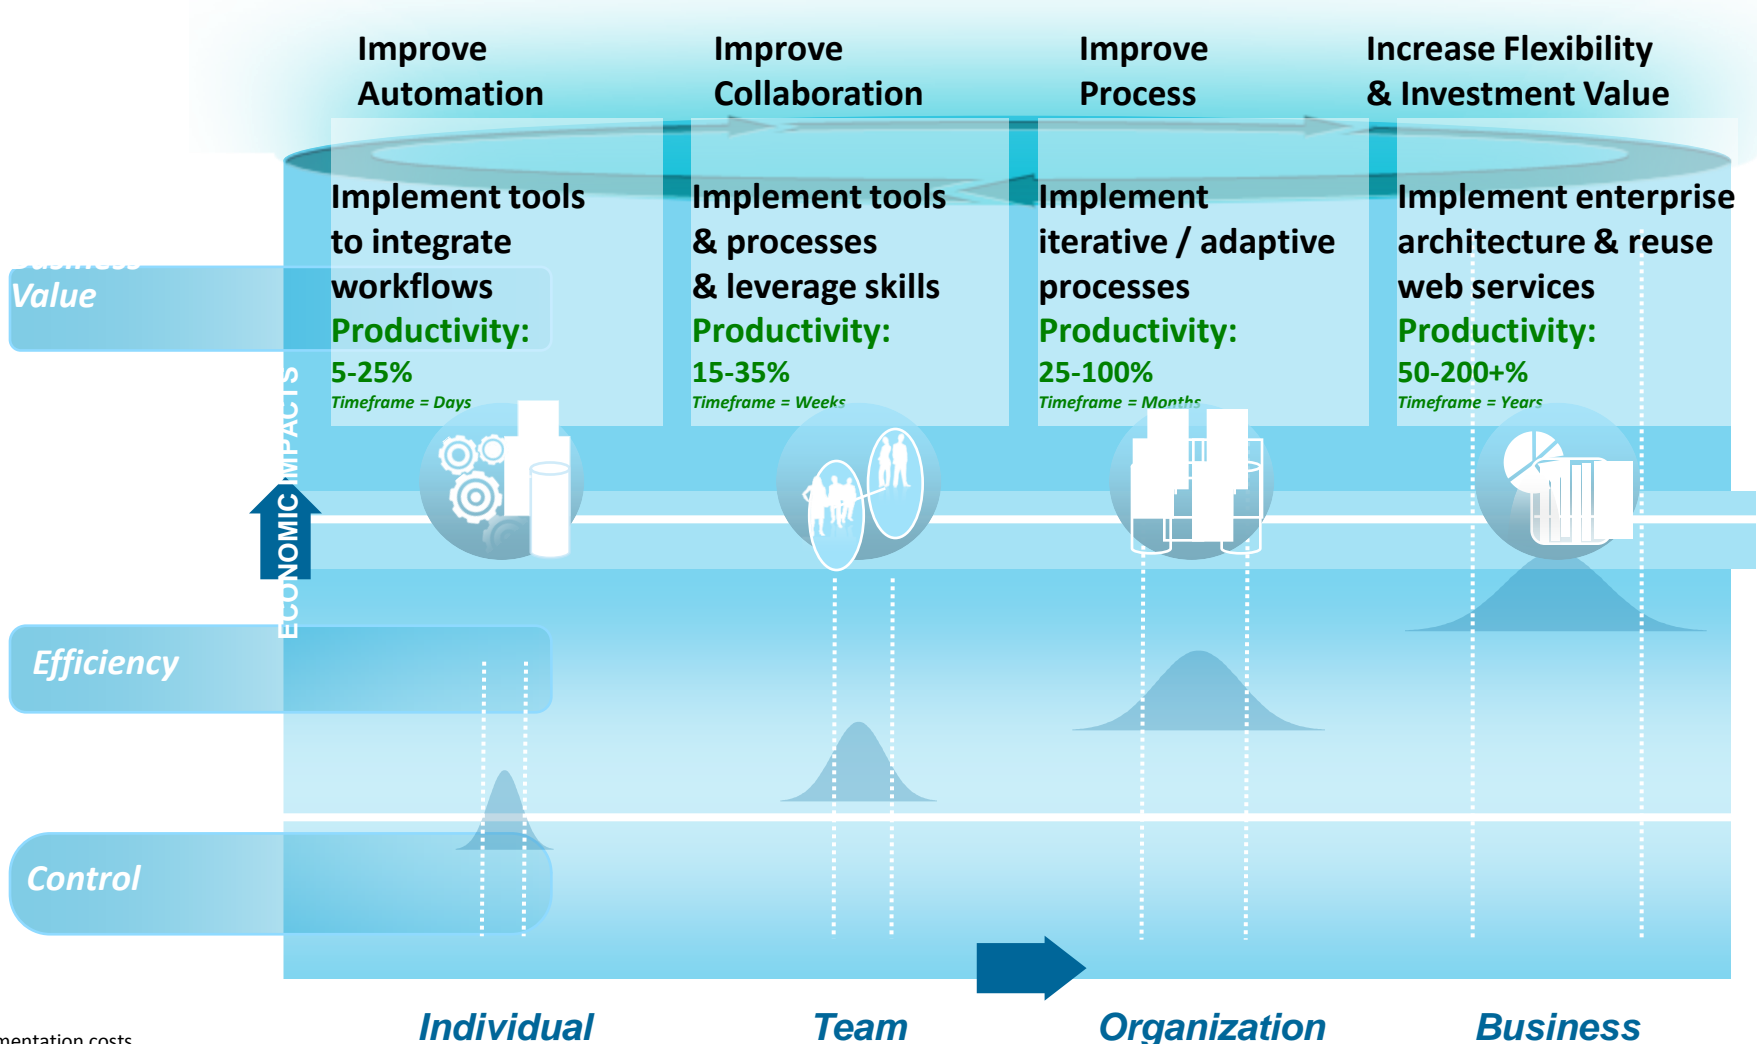 Improve
Automation
Improve
Collaboration
Improve
Process
Increase Flexibility
& Investment Value
Implement tools
to integrate
workflows
Productivity:
5-25%
Timeframe = Days
Implement tools
& processes
& leverage skills
Productivity:
15-35%
Timeframe = Weeks
Implement
iterative / adaptive
processes
Productivity:
25-100%
Timeframe = Months
Implement enterprise
architecture & reuse
web services
Productivity:
50-200+%
Timeframe = Years
Business
Value
ECONOMIC IMPACTS
Efficiency
Control
Individual
Team
Organization
Business
mentation costs